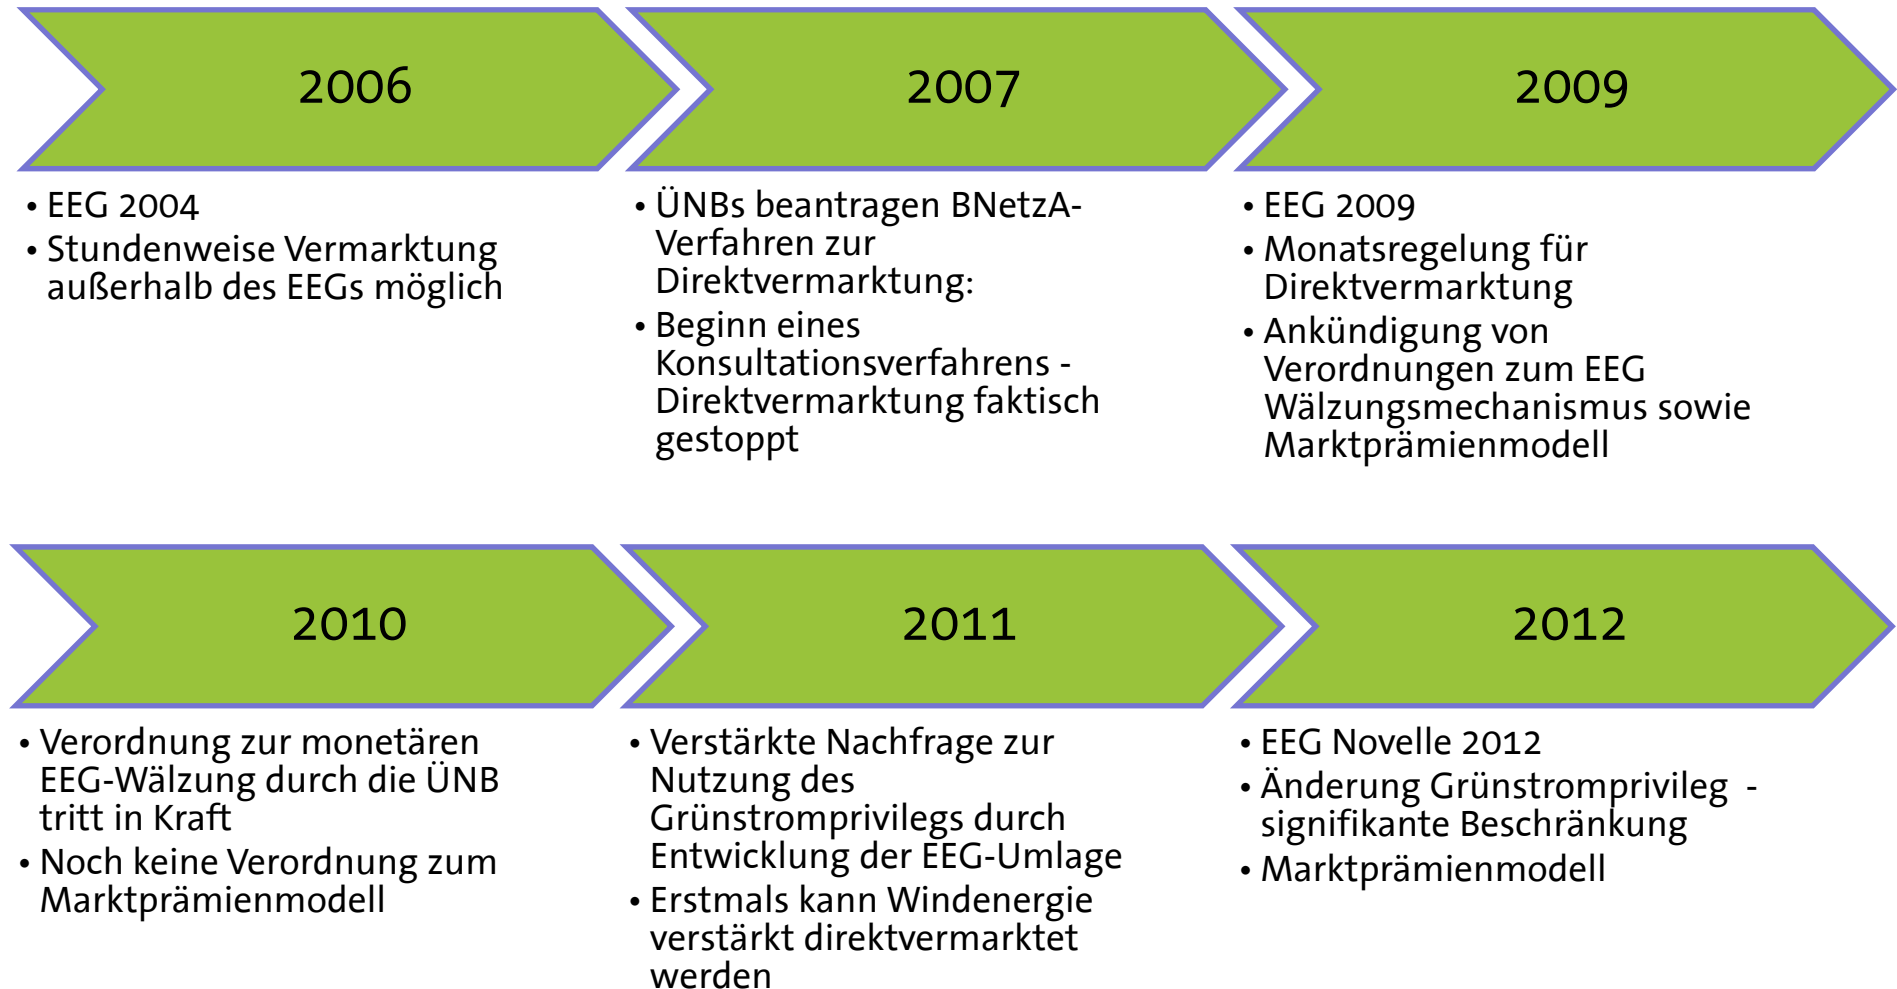 2006
• EEG 2004
• Stundenweise Vermarktung
außerhalb des EEGs möglich
2007
• ÜNBs beantragen BNetzA-
Verfahren zur
Direktvermarktung:
• Beginn eines
Konsultationsverfahrens -
Direktvermarktung faktisch
gestoppt
2009
• EEG 2009
• Monatsregelung für
Direktvermarktung
• Ankündigung von
Verordnungen zum EEG
Wälzungsmechanismus sowie
Marktprämienmodell
2010
• Verordnung zur monetären
EEG-Wälzung durch die ÜNB
tritt in Kraft
• Noch keine Verordnung zum
Marktprämienmodell
2011
• Verstärkte Nachfrage zur
Nutzung des
Grünstromprivilegs durch
Entwicklung der EEG-Umlage
• Erstmals kann Windenergie
verstärkt direktvermarktet
werden
2012
• EEG Novelle 2012
• Änderung Grünstromprivileg -
signifikante Beschränkung
• Marktprämienmodell